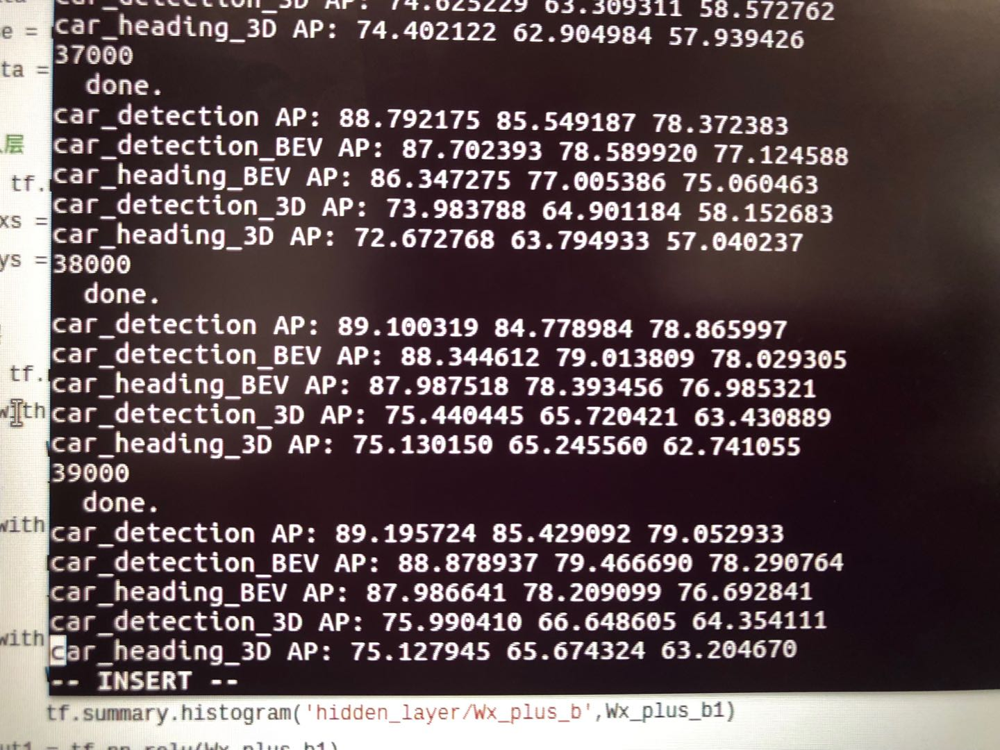 car_detection_3D AP: 74.625229 63.309311 58.572762
car_heading_3D AP: 74.402122 62.904984 57.939426
37000
done.
car_detection AP: 88.792175 85.549187 78.372383
car_detection_BEV AP: 87.702393 78.589920 77.124588
car_heading_BEV AP: 86.347275 77.005386 75.060463
car_detection_3D AP: 73.983788 64.901184 58.152683
car_heading_3D AP: 72.672768 63.794933 57.040237
38000
done.
car_detection AP: 89.100319 84.778984 78.865997
car_detection_BEV AP: 88.344612 79.013809 78.029305
car_heading_BEV AP: 87.987518 78.393456 76.985321
car_detection_3D AP: 75.440445 65.720421 63.430889
car_heading_3D AP: 75.130150 65.245560 62.741055
39000
done.
car_detection AP: 89.195724 85.429092 79.052933
car_detection_BEV AP: 88.878937 79.466690 78.290764
car_heading_BEV AP: 87.986641 78.209099 76.692841
car_detection_3D AP: 75.990410 66.648605 64.354111
car_heading_3D AP: 75.127945 65.674324 63.204670
-- INSERT --
e =
ta =
层
tf.
xs =
ys =
tf.
with
with
with
tf.summary.histogram('hidden_layer/Wx_plus_b',Wx_plus_b1)
ut1 = tf.nn.relu(Wx_plus_b1)